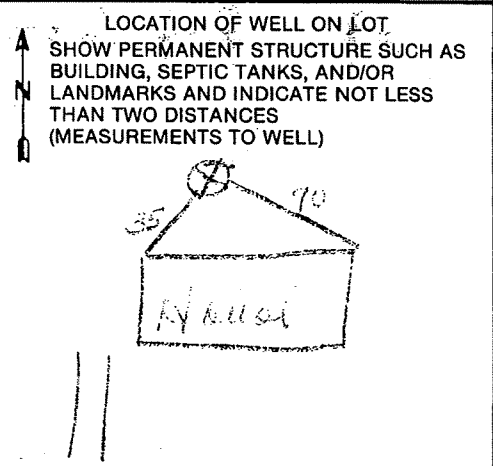 LOCATION OF WELL ON LOT
SHOW PERMANENT STRUCTURE SUCH AS
BUILDING, SEPTIC TANKS, AND/OR
N LANDMARKS AND INDICATE NOT LESS
THAN TWO DISTANCES
(MEASUREMENTS TO WELL)
35